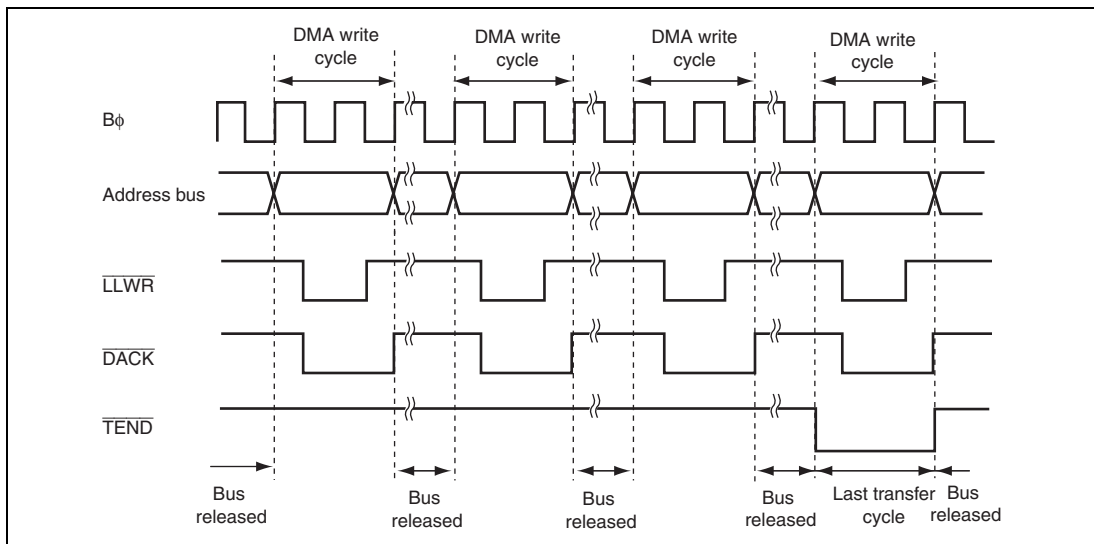 DMA write
cycle
DMA write
cycle
DMA write
cycle
DMA write
cycle
Bϕ
Address bus
LLWR
DACK
TEND
Bus
released
Bus
released
Bus
released
Bus
released
Last transfer
cycle
Bus
released